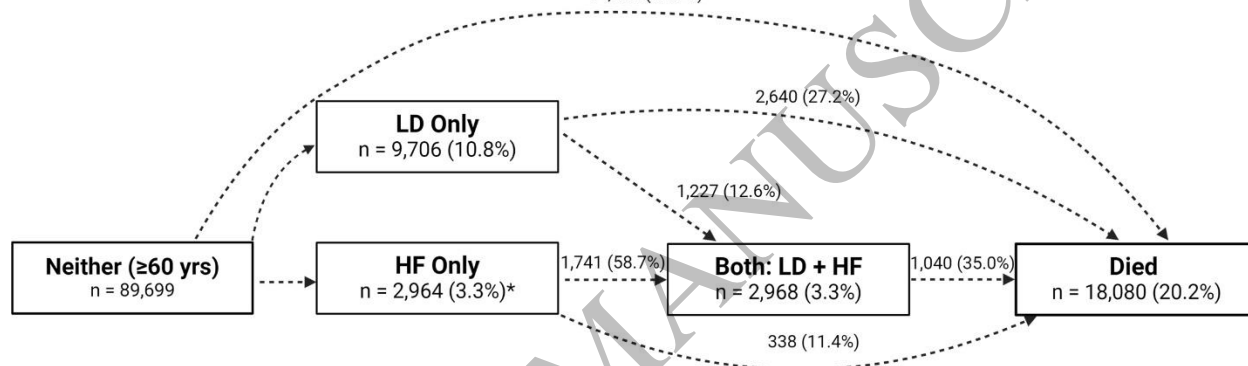 2,640 (27.2%)
LD Only
n = 9,706 (10.8%)
1,227 (12.6%)
Neither (≥60 yrs)
n = 89,699
HF Only
n = 2,964 (3.3%)*
1,741 (58.7%)
Both: LD + HF
n = 2,968 (3.3%)
1,040 (35.0%)
Died
n = 18,080 (20.2%)
338 (11.4%)
MANUSC